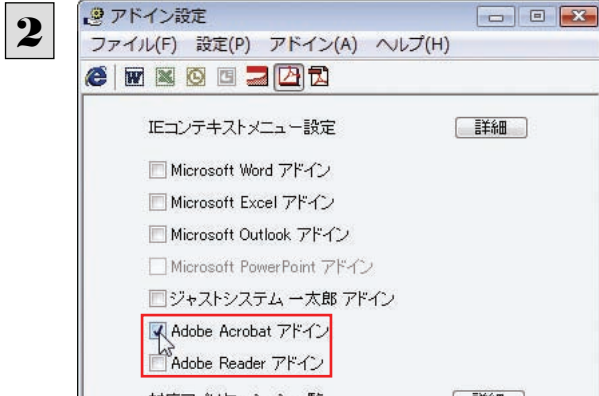 2
アドイン設定
ファイル(F) 設定(P) アドイン(A) ヘルプ(H)
IEコンテキストメニュー設定 詳細
Microsoft Word アドイン
Microsoft Excel アドイン
Microsoft Outlook アドイン
Microsoft PowerPoint アドイン
ジャストシステム 一太郎 アドイン
Adobe Acrobat アドイン
Adobe Reader アドイン